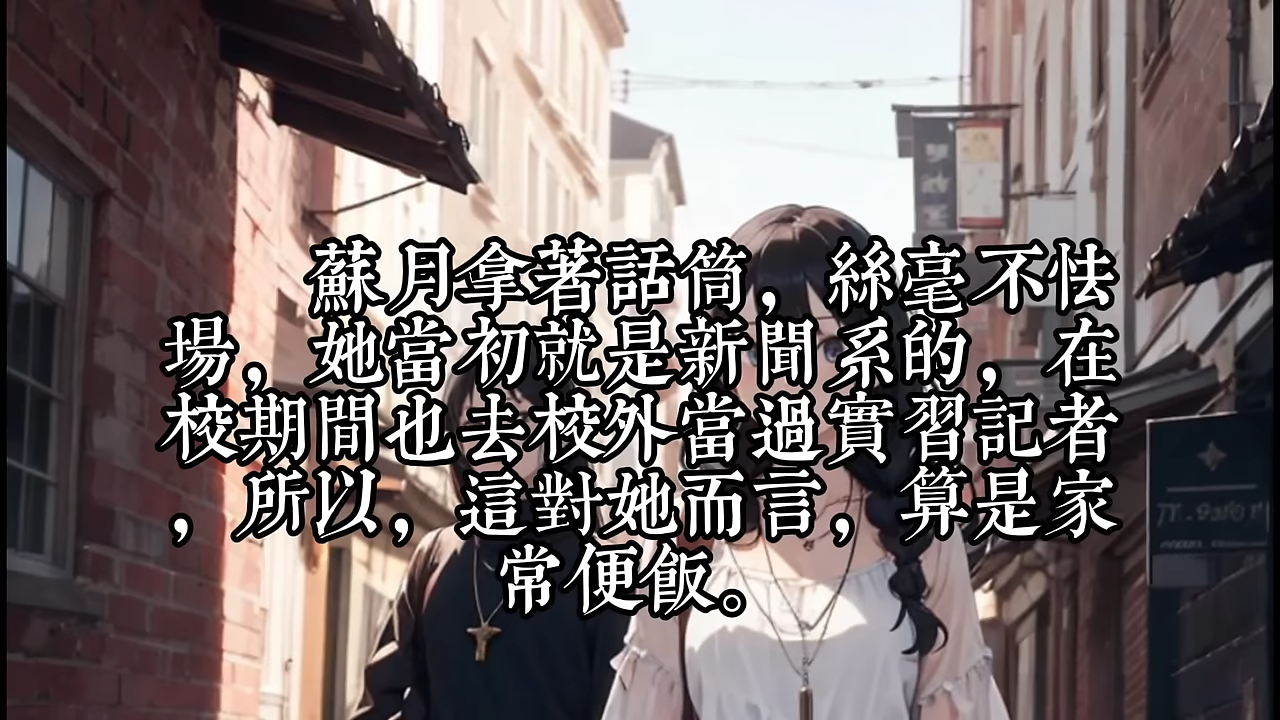 蘇月拿著話筒，絲毫不怯
場，她當初就是新聞系的，在
校期間也去校外當過實習記者
，所以，這對她而言，算是家
常便飯。